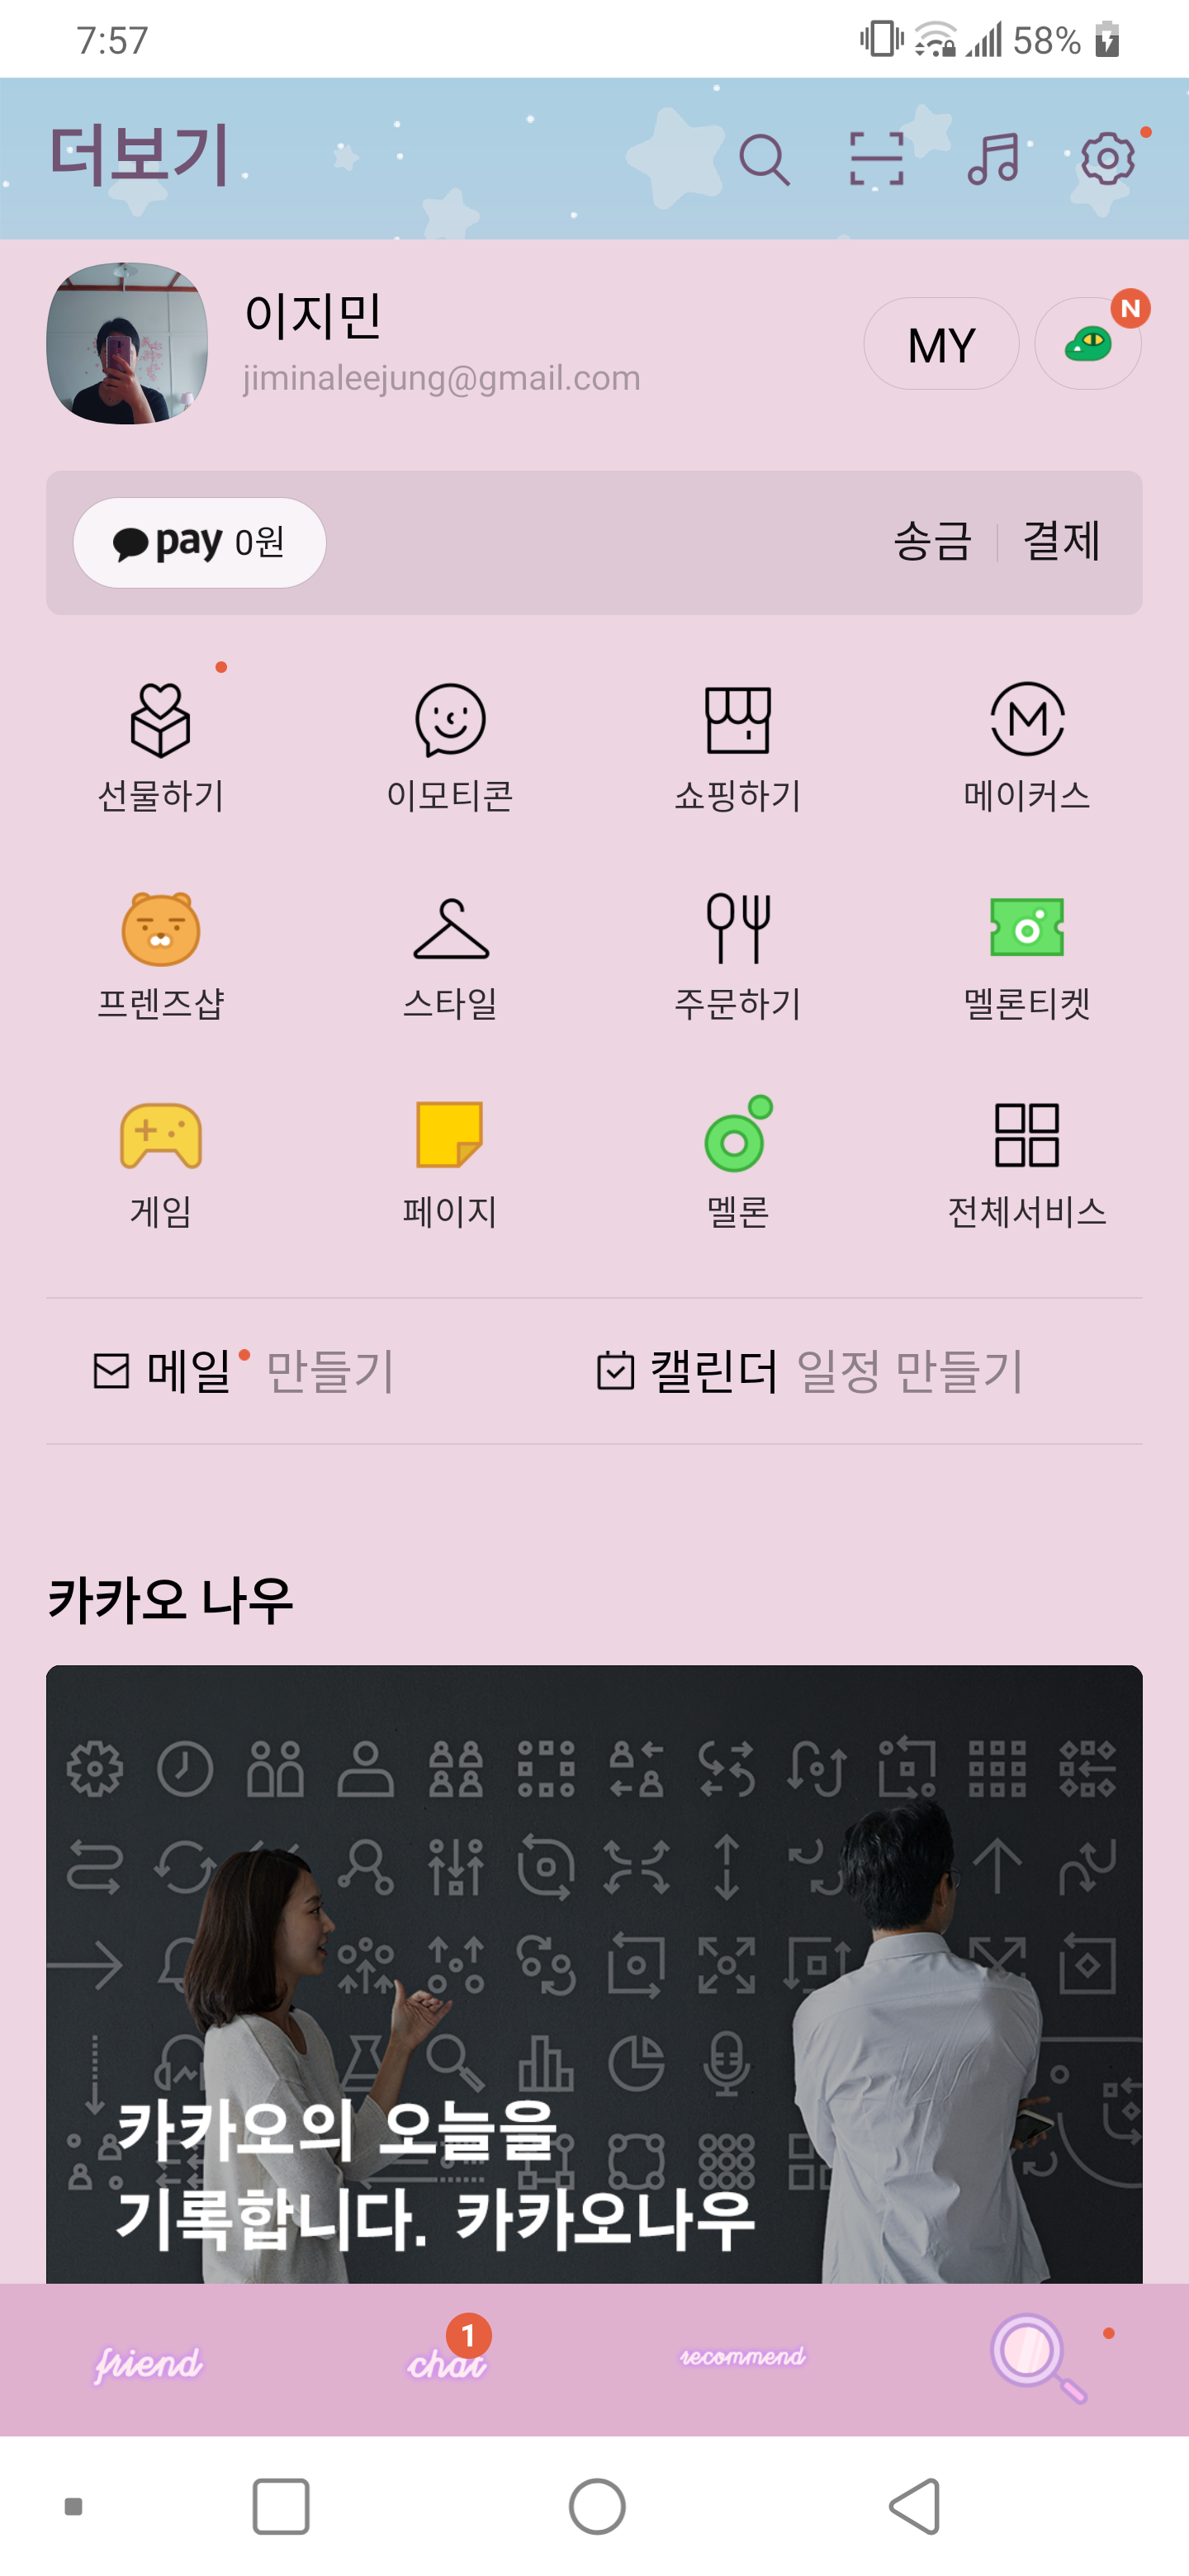 7:57
58%
더보기
이지민
jiminaleejung@gmail.com
MY
N
pay 0원
송금 결제
선물하기 이모티콘 쇼핑하기 메이커스
프렌즈샵 스타일 주문하기 멜론티켓
게임 페이지 멜론 전체서비스
메일 만들기 캘린더 일정 만들기
카카오 나우
카카오의 오늘을
기록합니다. 카카오나우
1
friend chat recommend